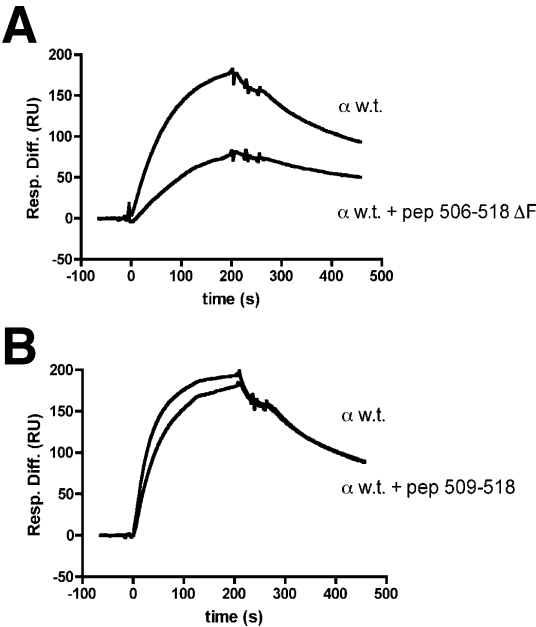 A
200
150
100
50
0
-50
Resp. Diff. (RU)
α w.t.
α w.t. + pep 506-518 ΔF
-100 0 100 200 300 400 500
time (s)
B
200
150
100
50
0
-50
Resp. Diff. (RU)
α w.t.
α w.t. + pep 509-518
-100 0 100 200 300 400 500
time (s)